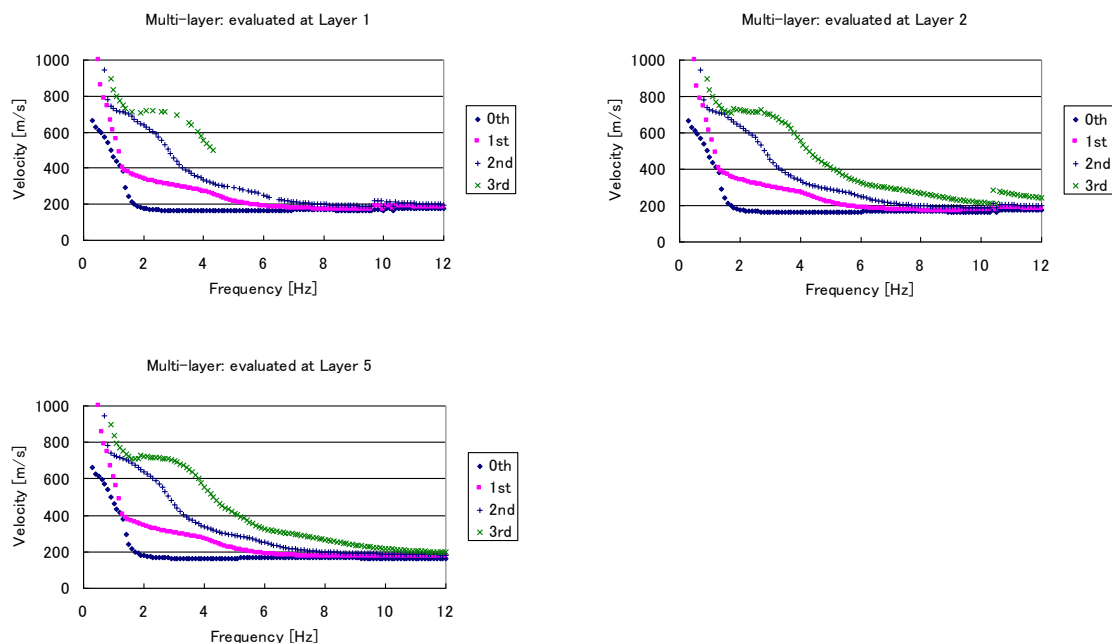 Multi-layer: evaluated at Layer 1
1000
800
600
400
200
0
Velocity [m/s]
0 2 4 6 8 10 12
Frequency [Hz]
0th
1st
2nd
3rd
Multi-layer: evaluated at Layer 2
1000
800
600
400
200
0
Velocity [m/s]
0 2 4 6 8 10 12
Frequency [Hz]
0th
1st
2nd
3rd
Multi-layer: evaluated at Layer 5
1000
800
600
400
200
0
Velocity [m/s]
0 2 4 6 8 10 12
Frequency [Hz]
0th
1st
2nd
3rd